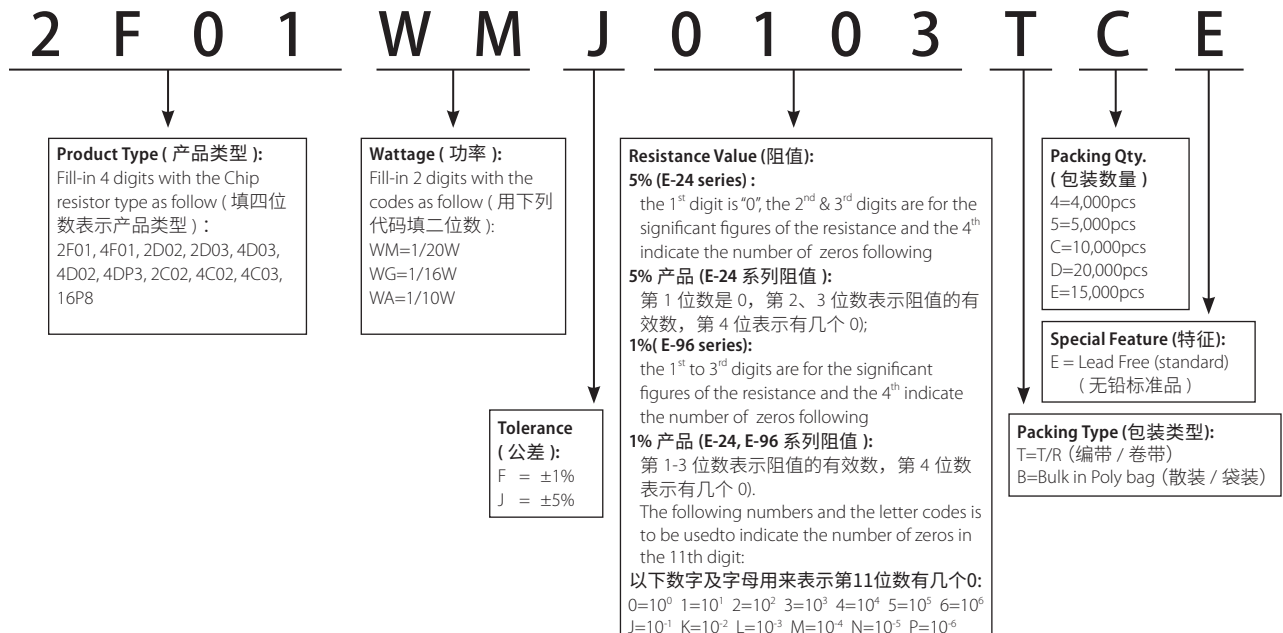 2 F 0 1 W M J 0 1 0 3 T C E
Product Type ( 产品类型 ):
Fill-in 4 digits with the Chip
resistor type as follow ( 填四位
数表示产品类型 ) :
2F01, 4F01, 2D02, 2D03, 4D03,
4D02, 4DP3, 2C02, 4C02, 4C03,
16P8
Wattage ( 功率 ):
Fill-in 2 digits with the
codes as follow ( 用下列
代码填二位数 ):
WM=1/20W
WG=1/16W
WA=1/10W
Tolerance
( 公差 ):
F = ±1%
J = ±5%
Resistance Value (阻值):
5% (E-24 series) :
the 1st digit is “0”, the 2nd & 3rd digits are for the
significant figures of the resistance and the 4th
indicate the number of zeros following
5% 产品 (E-24 系列阻值 ):
第 1 位数是 0，第 2、3 位数表示阻值的有
效数，第 4 位表示有几个 0);
1%( E-96 series):
the 1st to 3rd digits are for the significant
figures of the resistance and the 4th indicate
the number of zeros following
1% 产品 (E-24, E-96 系列阻值 ):
第 1-3 位数表示阻值的有效数，第 4 位数
表示有几个 0).
The following numbers and the letter codes is
to be usedto indicate the number of zeros in
the 11th digit:
以下数字及字母用来表示第11位数有几个0:
0=10⁰ 1=10¹ 2=10² 3=10³ 4=10⁴ 5=10⁵ 6=10⁶
J=10⁻¹ K=10⁻² L=10⁻³ M=10⁻⁴ N=10⁻⁵ P=10⁻⁶
Packing Qty.
( 包装数量 )
4=4,000pcs
5=5,000pcs
C=10,000pcs
D=20,000pcs
E=15,000pcs
Special Feature (特征):
E = Lead Free (standard)
( 无铅标准品 )
Packing Type (包装类型):
T=T/R（编带 / 卷带）
B=Bulk in Poly bag（散装 / 袋装）